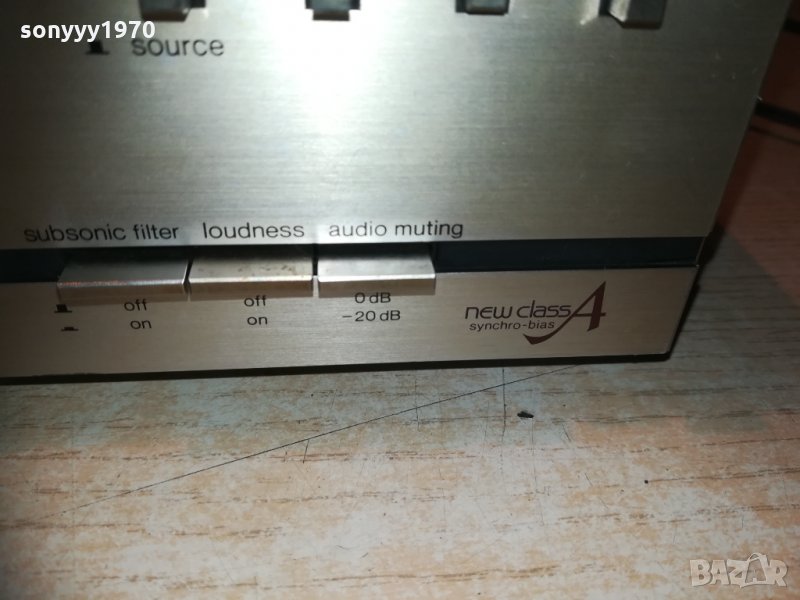 sonyyy1970
source
subsonic filter loudness audio muting
off off 0 dB
on on -20 dB
new class A
synchro-bias
BAZAR